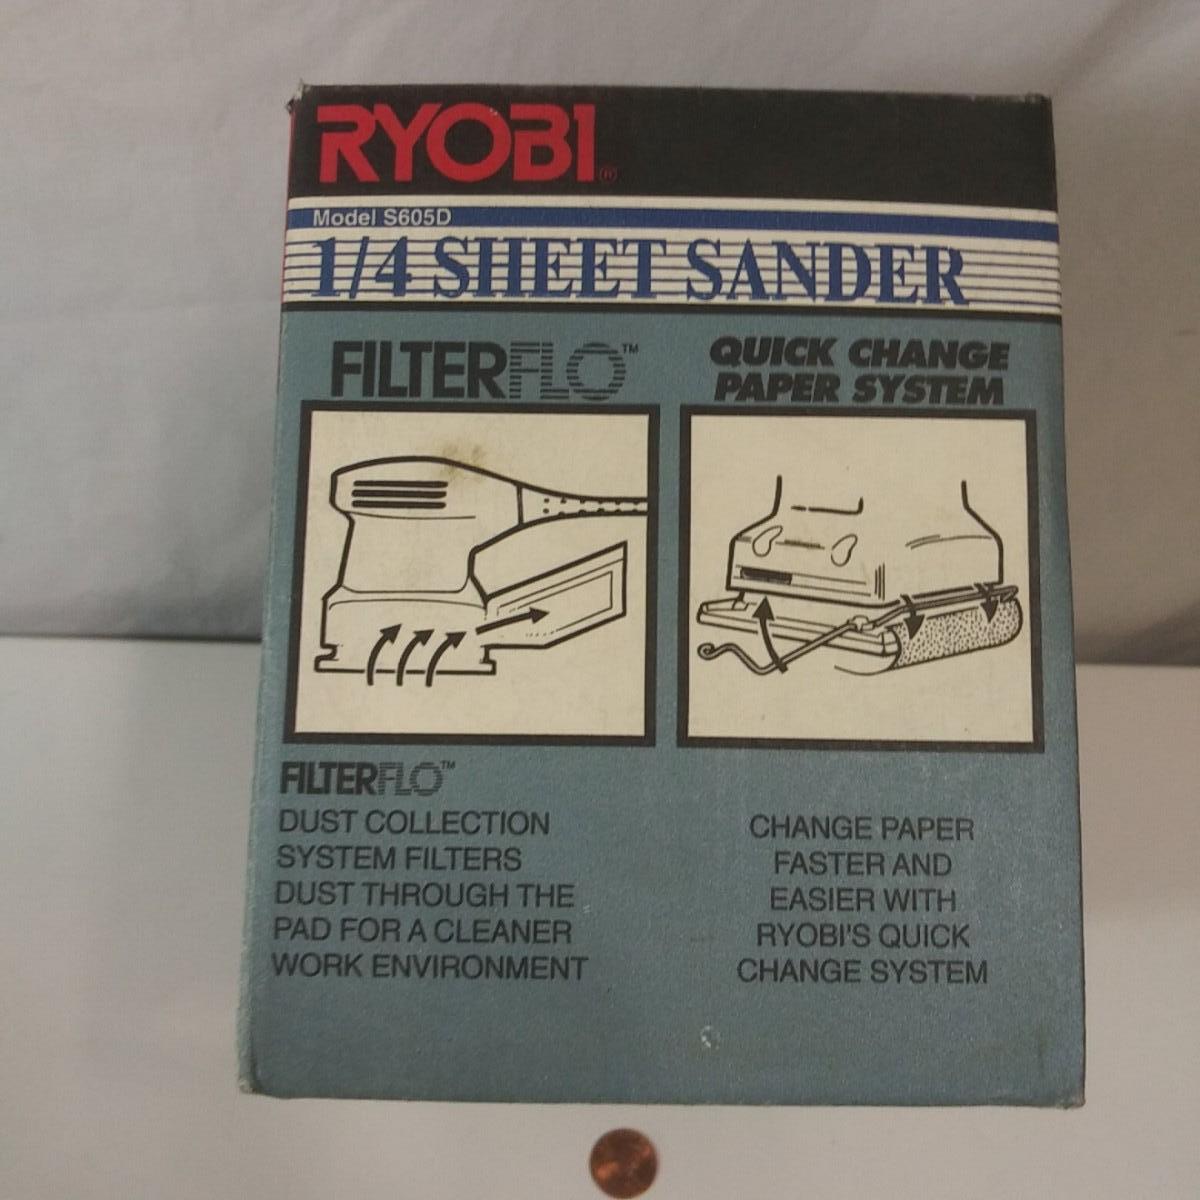 RYOBI®
Model S605D
1/4 SHEET SANDER
FILTERFLO™
QUICK CHANGE
PAPER SYSTEM
FILTERFLO™
DUST COLLECTION
SYSTEM FILTERS
DUST THROUGH THE
PAD FOR A CLEANER
WORK ENVIRONMENT
CHANGE PAPER
FASTER AND
EASIER WITH
RYOBI'S QUICK
CHANGE SYSTEM